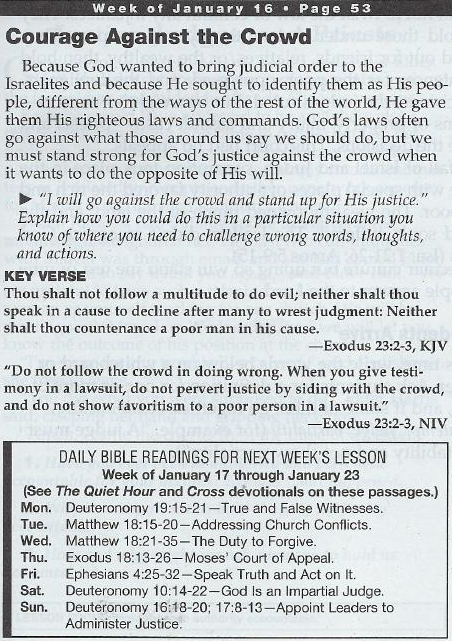 Week of January 16 • Page 53
Courage Against the Crowd
Because God wanted to bring judicial order to the
Israelites and because He sought to identify them as His peo-
ple, different from the ways of the rest of the world, He gave
them His righteous laws and commands. God's laws often
go against what those around us say we should do, but we
must stand strong for God's justice against the crowd when
it wants to do the opposite of His will.
► "I will go against the crowd and stand up for His justice."
Explain how you could do this in a particular situation you
know of where you need to challenge wrong words, thoughts,
and actions.
KEY VERSE
Thou shalt not follow a multitude to do evil; neither shalt thou
speak in a cause to decline after many to wrest judgment: Neither
shalt thou countenance a poor man in his cause.
—Exodus 23:2-3, KJV
"Do not follow the crowd in doing wrong. When you give testi-
mony in a lawsuit, do not pervert justice by siding with the crowd,
and do not show favoritism to a poor person in a lawsuit."
—Exodus 23:2-3, NIV
DAILY BIBLE READINGS FOR NEXT WEEK'S LESSON
Week of January 17 through January 23
(See The Quiet Hour and Cross devotionals on these passages.)
Mon. Deuteronomy 19:15-21—True and False Witnesses.
Tue. Matthew 18:15-20—Addressing Church Conflicts.
Wed. Matthew 18:21-35—The Duty to Forgive.
Thu. Exodus 18:13-26—Moses' Court of Appeal.
Fri. Ephesians 4:25-32—Speak Truth and Act on It.
Sat. Deuteronomy 10:14-22—God Is an Impartial Judge.
Sun. Deuteronomy 16:18-20; 17:8-13—Appoint Leaders to
Administer Justice.